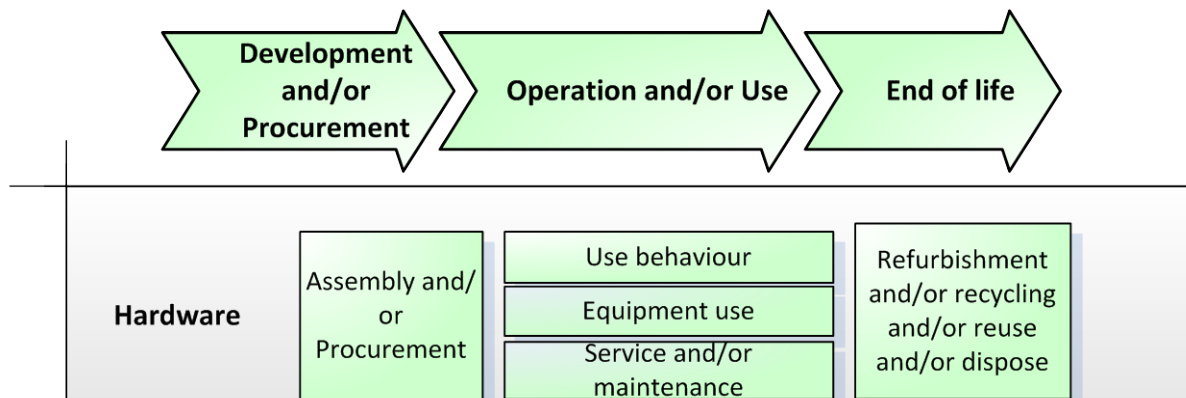 Development
and/or
Procurement
Operation and/or Use
End of life
Hardware
Assembly and/
or
Procurement
Use behaviour
Equipment use
Service and/or
maintenance
Refurbishment
and/or recycling
and/or reuse
and/or dispose